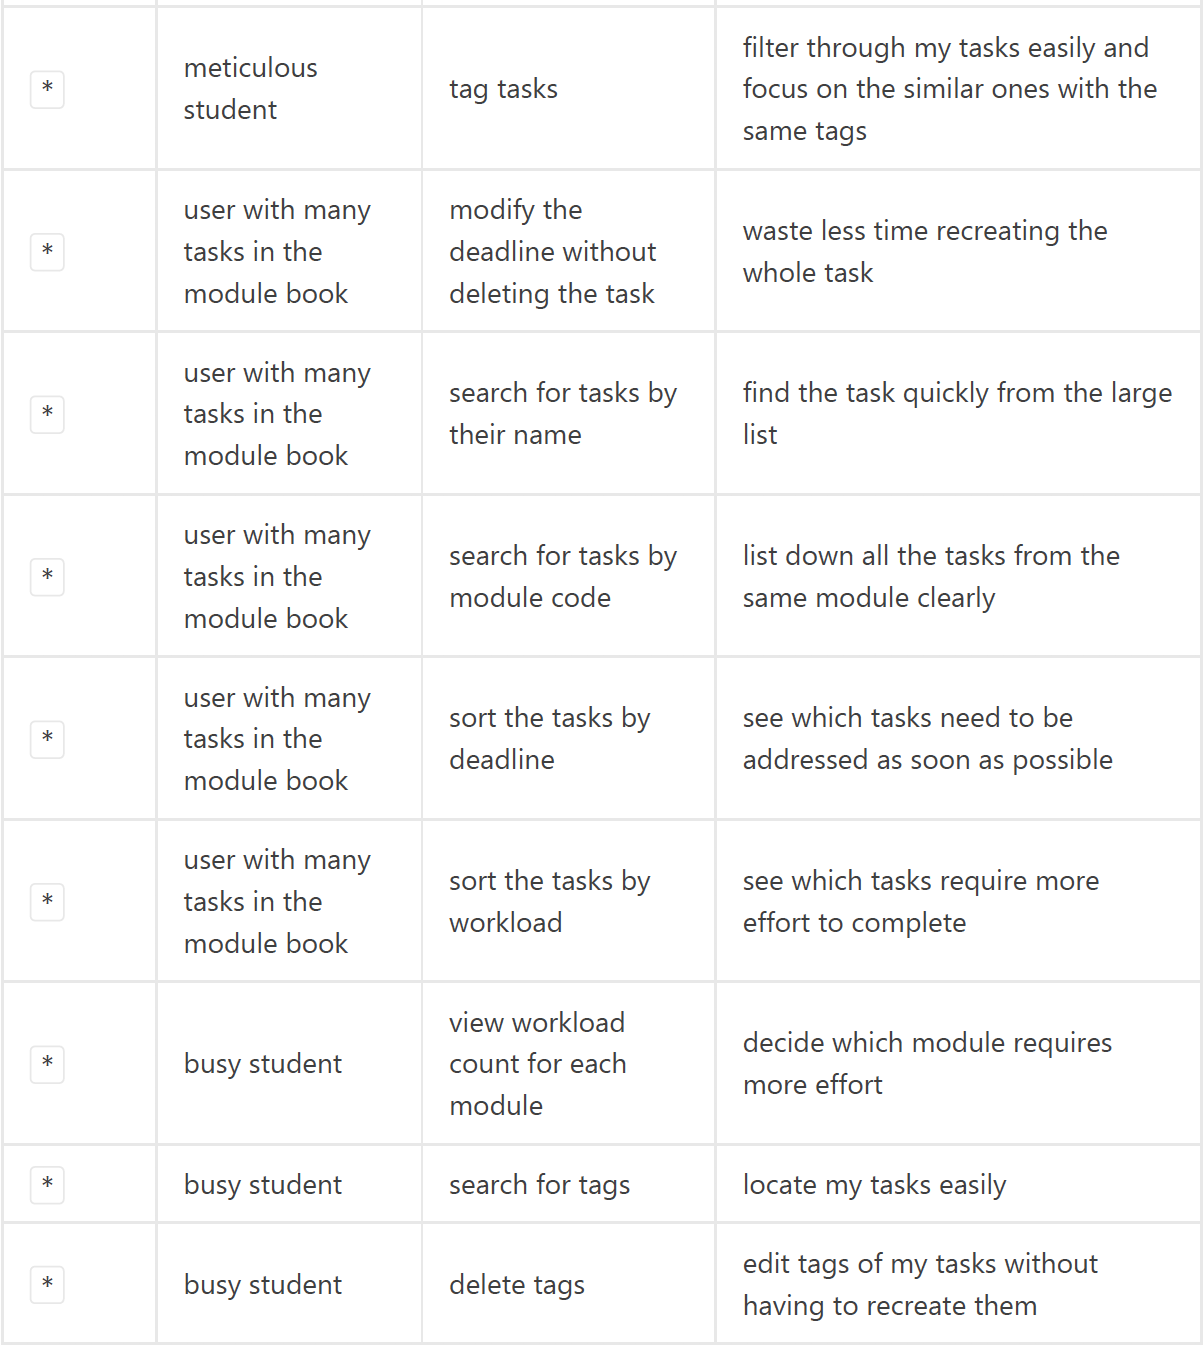 *
meticulous
student
tag tasks
filter through my tasks easily and
focus on the similar ones with the
same tags
*
user with many
tasks in the
module book
modify the
deadline without
deleting the task
waste less time recreating the
whole task
*
user with many
tasks in the
module book
search for tasks by
their name
find the task quickly from the large
list
*
user with many
tasks in the
module book
search for tasks by
module code
list down all the tasks from the
same module clearly
*
user with many
tasks in the
module book
sort the tasks by
deadline
see which tasks need to be
addressed as soon as possible
*
user with many
tasks in the
module book
sort the tasks by
workload
see which tasks require more
effort to complete
*
busy student
view workload
count for each
module
decide which module requires
more effort
*
busy student
search for tags
locate my tasks easily
*
busy student
delete tags
edit tags of my tasks without
having to recreate them